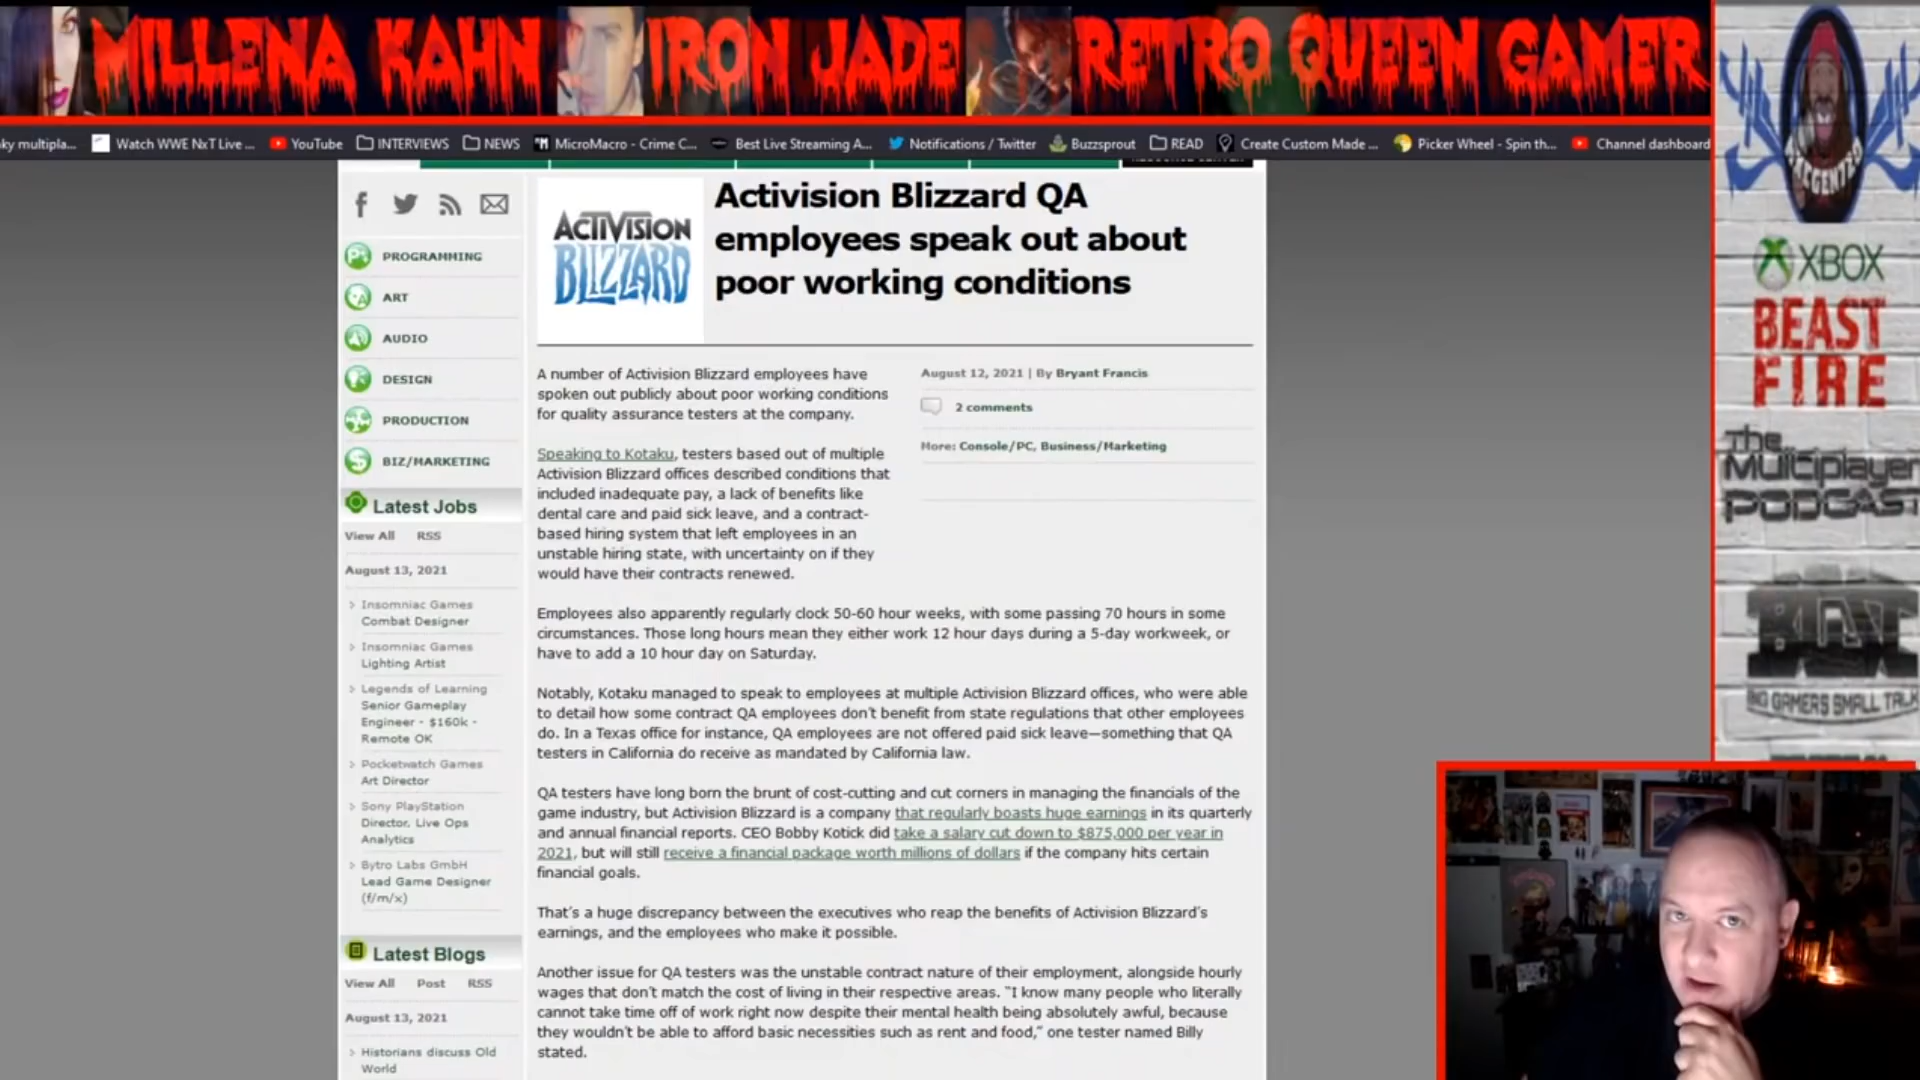 MILLENA KAHN IRON JADE RETRO QUEEN GAMER
ky multipla... Watch WWE NxT Live ... YouTube INTERVIEWS NEWS MicroMacro - Crime C... Best Live Streaming A... Notifications / Twitter Buzzsprout READ Create Custom Made ... Picker Wheel - Spin th... Channel dashboard
PROGRAMMING
ART
AUDIO
DESIGN
PRODUCTION
BIZ/MARKETING
Latest Jobs
View All RSS
August 13, 2021
Insomniac Games
Combat Designer
Insomniac Games
Lighting Artist
Legends of Learning
Senior Gameplay
Engineer - $160k -
Remote OK
Pocketwatch Games
Art Director
Sony PlayStation
Director, Live Ops
Analytics
Bytro Labs GmbH
Lead Game Designer
(f/m/x)
Latest Blogs
View All Post RSS
August 13, 2021
Historians discuss Old
World
ACTIVISION
BLIZZARD
Activision Blizzard QA
employees speak out about
poor working conditions
August 12, 2021 | By Bryant Francis
2 comments
More: Console/PC, Business/Marketing
A number of Activision Blizzard employees have
spoken out publicly about poor working conditions
for quality assurance testers at the company.
Speaking to Kotaku, testers based out of multiple
Activision Blizzard offices described conditions that
included inadequate pay, a lack of benefits like
dental care and paid sick leave, and a contract-
based hiring system that left employees in an
unstable hiring state, with uncertainty on if they
would have their contracts renewed.
Employees also apparently regularly clock 50-60 hour weeks, with some passing 70 hours in some
circumstances. Those long hours mean they either work 12 hour days during a 5-day workweek, or
have to add a 10 hour day on Saturday.
Notably, Kotaku managed to speak to employees at multiple Activision Blizzard offices, who were able
to detail how some contract QA employees don't benefit from state regulations that other employees
do. In a Texas office for instance, QA employees are not offered paid sick leave—something that QA
testers in California do receive as mandated by California law.
QA testers have long born the brunt of cost-cutting and cut corners in managing the financials of the
game industry, but Activision Blizzard is a company that regularly boasts huge earnings in its quarterly
and annual financial reports. CEO Bobby Kotick did take a salary cut down to $875,000 per year in
2021, but will still receive a financial package worth millions of dollars if the company hits certain
financial goals.
That's a huge discrepancy between the executives who reap the benefits of Activision Blizzard's
earnings, and the employees who make it possible.
Another issue for QA testers was the unstable contract nature of their employment, alongside hourly
wages that don't match the cost of living in their respective areas. "I know many people who literally
cannot take time off of work right now despite their mental health being absolutely awful, because
they wouldn't be able to afford basic necessities such as rent and food," one tester named Billy
stated.
XBOX
BEAST
FIRE
The
Multiplayer
PODCAST
BIG GAMERS SMALL TALK